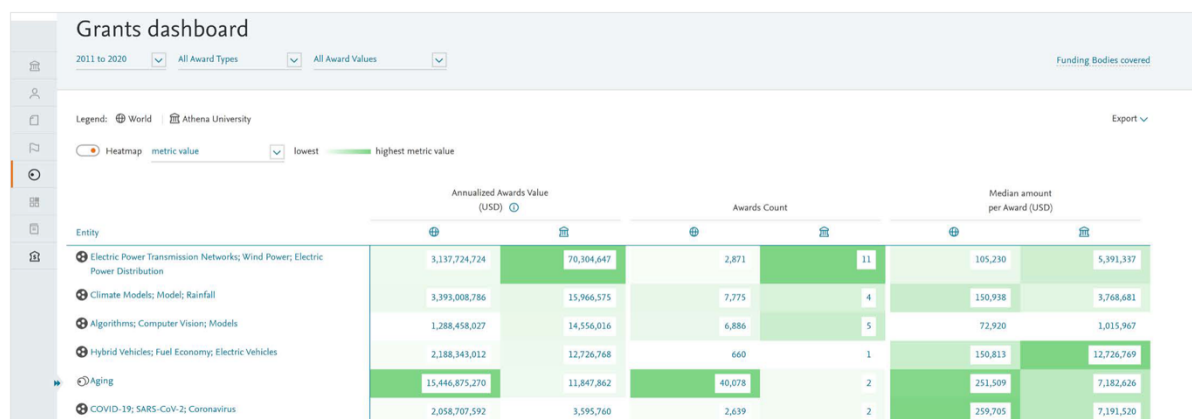 Grants dashboard
2011 to 2020 All Award Types All Award Values Funding Bodies covered
Legend: World Athena University Export
Heatmap metric value lowest highest metric value
Annualized Awards Value Median amount
(USD) Awards Count per Award (USD)
Entity
Electric Power Transmission Networks; Wind Power; Electric 3,137,724,724 70,304,647 2,871 11 105,230 5,391,337
Power Distribution
Climate Models; Model; Rainfall 3,393,008,786 15,966,575 7,775 4 150,938 3,768,681
Algorithms; Computer Vision; Models 1,288,458,027 14,556,016 6,886 5 72,920 1,015,967
Hybrid Vehicles; Fuel Economy; Electric Vehicles 2,188,343,012 12,726,768 660 1 150,813 12,726,769
Aging 15,446,875,270 11,847,862 40,078 2 251,509 7,182,626
COVID-19; SARS-CoV-2; Coronavirus 2,058,707,592 3,595,760 2,639 2 259,705 7,191,520